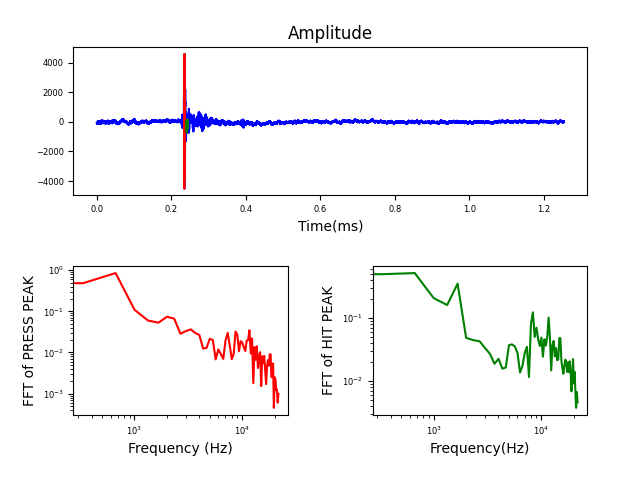 Amplitude
4000
2000
0
−2000
−4000
0.0 0.2 0.4 0.6 0.8 1.0 1.2
Time(ms)
FFT of PRESS PEAK
10⁰
10⁻¹
10⁻²
10⁻³
10³ 10⁴
Frequency (Hz)
FFT of HIT PEAK
10⁻¹
10⁻²
10³ 10⁴
Frequency(Hz)